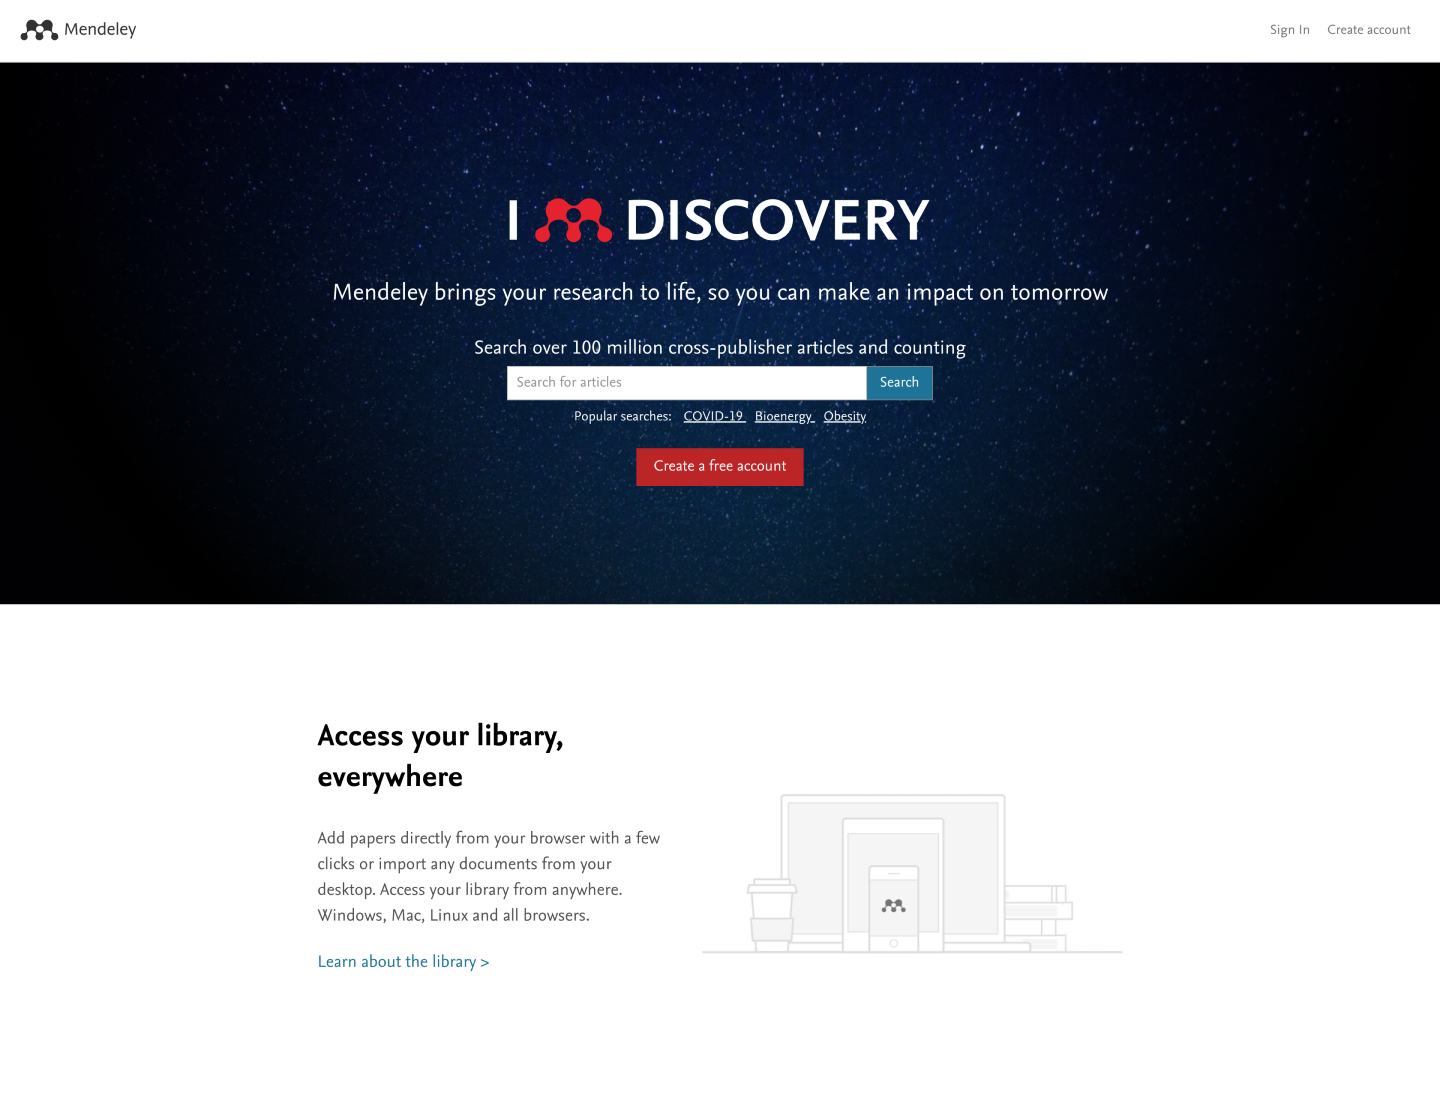 Mendeley
Sign In
Create account
I DISCOVERY
Mendeley brings your research to life, so you can make an impact on tomorrow
Search over 100 million cross-publisher articles and counting
Search for articles
Search
Popular searches: COVID-19 Bioenergy Obesity
Create a free account
Access your library,
everywhere
Add papers directly from your browser with a few
clicks or import any documents from your
desktop. Access your library from anywhere.
Windows, Mac, Linux and all browsers.
Learn about the library >